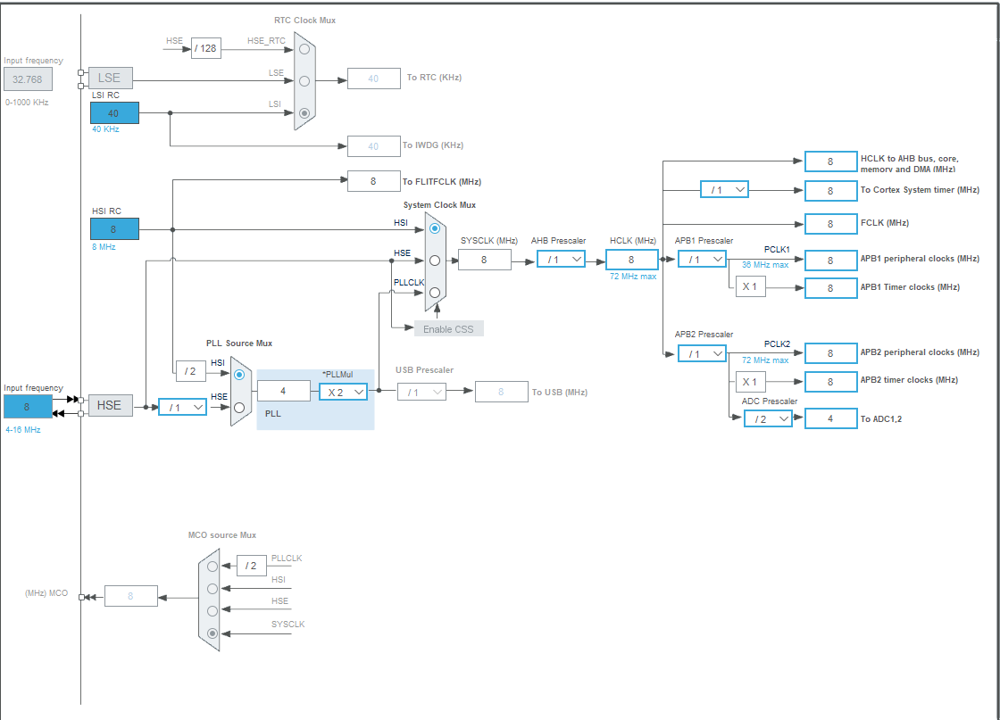 RTC Clock Mux
HSE
/ 128
HSE_RTC
Input frequency
32.768
0-1000 KHz
LSE
LSE
40
To RTC (KHz)
LSI RC
40
40 KHz
LSI
40
To IWDG (KHz)
8
To FLITFCLK (MHz)
HSI RC
8
8 MHz
System Clock Mux
HSI
HSE
PLLCLK
Enable CSS
SYSCLK (MHz)
8
AHB Prescaler
/ 1
HCLK (MHz)
8
72 MHz max
8
HCLK to AHB bus, core,
memory and DMA (MHz)
/ 1
8
To Cortex System timer (MHz)
8
FCLK (MHz)
APB1 Prescaler
/ 1
PCLK1
36 MHz max
8
APB1 peripheral clocks (MHz)
X 1
8
APB1 Timer clocks (MHz)
APB2 Prescaler
/ 1
PCLK2
72 MHz max
8
APB2 peripheral clocks (MHz)
X 1
8
APB2 timer clocks (MHz)
ADC Prescaler
/ 2
4
To ADC1,2
PLL Source Mux
/ 2
HSI
Input frequency
8
4-16 MHz
HSE
/ 1
HSE
4
*PLLMul
X 2
PLL
USB Prescaler
/ 1
8
To USB (MHz)
MCO source Mux
(MHz) MCO
8
/ 2
PLLCLK
HSI
HSE
SYSCLK